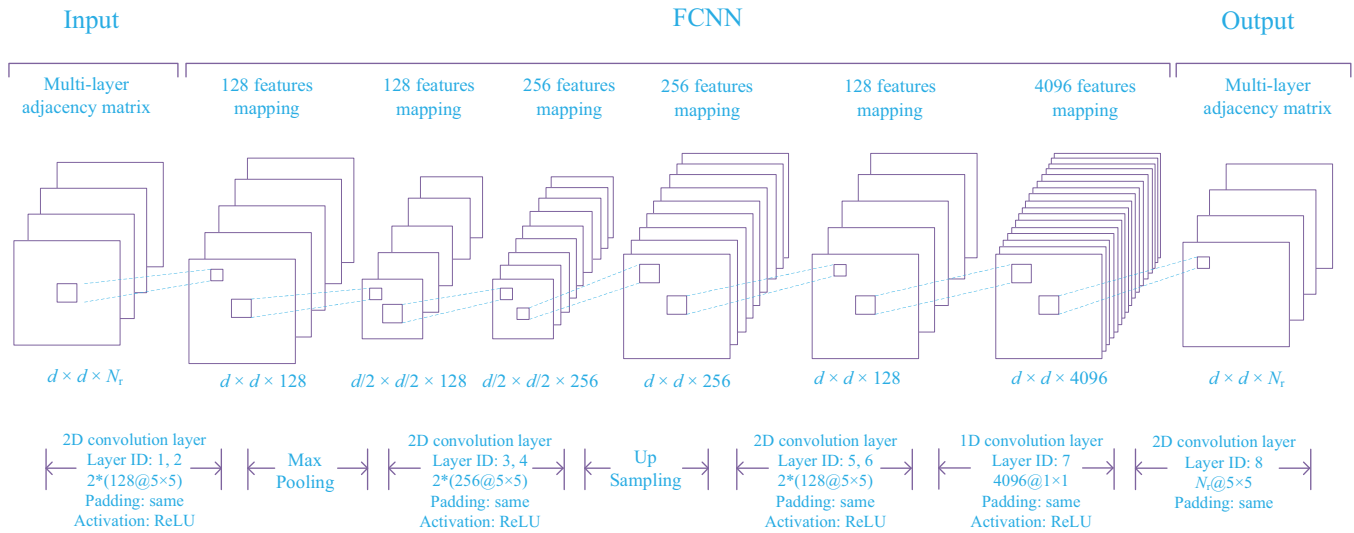 Input
FCNN
Output
Multi-layer
adjacency matrix
128 features
mapping
128 features
mapping
256 features
mapping
256 features
mapping
128 features
mapping
4096 features
mapping
Multi-layer
adjacency matrix
d × d × Nr
d × d × 128
d/2 × d/2 × 128
d/2 × d/2 × 256
d × d × 256
d × d × 128
d × d × 4096
d × d × Nr
2D convolution layer
Layer ID: 1, 2
2*(128@5×5)
Padding: same
Activation: ReLU
Max
Pooling
2D convolution layer
Layer ID: 3, 4
2*(256@5×5)
Padding: same
Activation: ReLU
Up
Sampling
2D convolution layer
Layer ID: 5, 6
2*(128@5×5)
Padding: same
Activation: ReLU
1D convolution layer
Layer ID: 7
4096@1×1
Padding: same
Activation: ReLU
2D convolution layer
Layer ID: 8
Nr@5×5
Padding: same